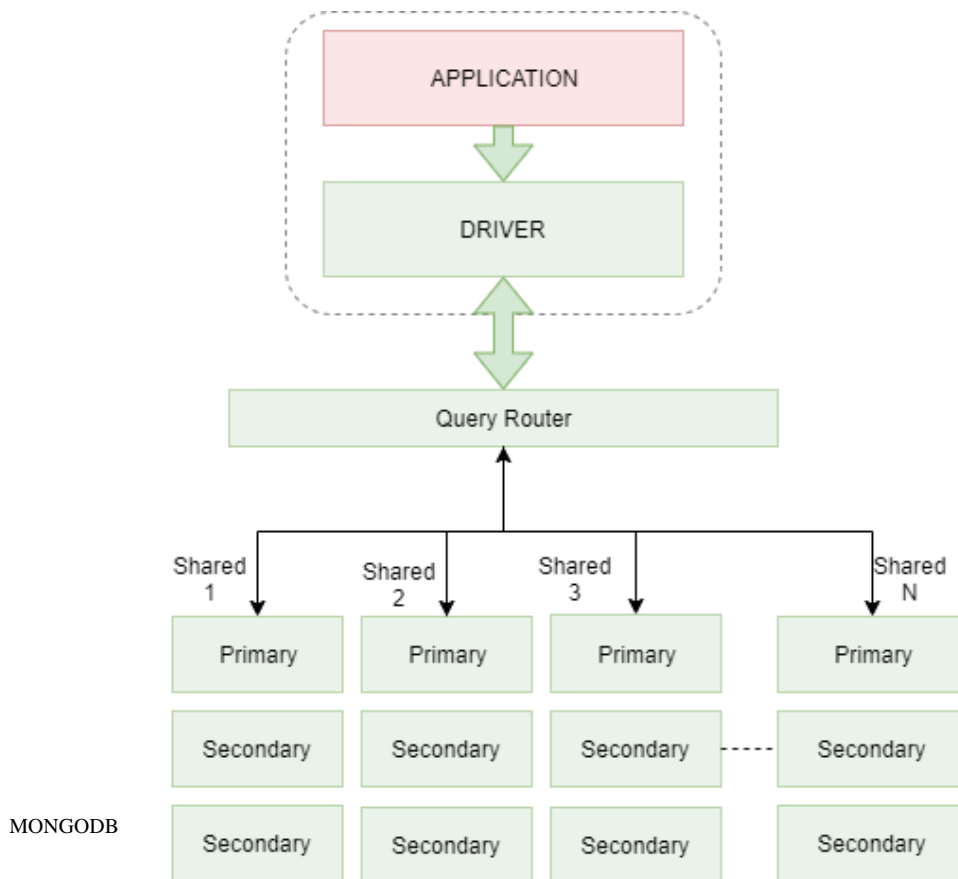 APPLICATION
DRIVER
Query Router
Shared
1
Shared
2
Shared
3
Shared
N
Primary
Primary
Primary
Primary
Secondary
Secondary
Secondary
Secondary
MONGODB
Secondary
Secondary
Secondary
Secondary